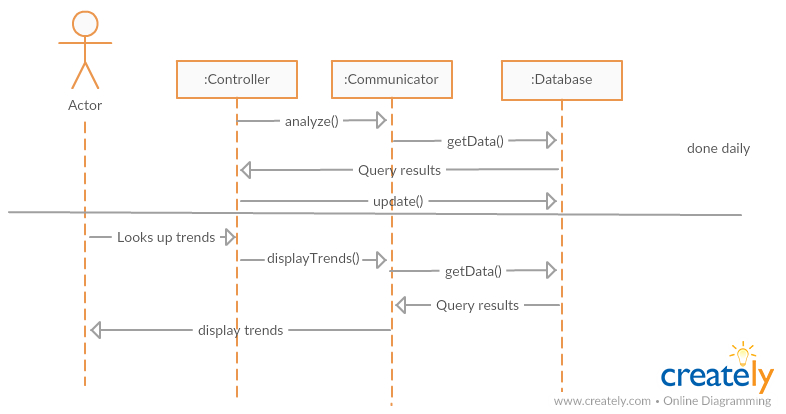 :Controller
:Communicator
:Database
Actor
analyze()
getData()
done daily
Query results
update()
Looks up trends
displayTrends()
getData()
Query results
display trends
creately
www.creately.com • Online Diagramming